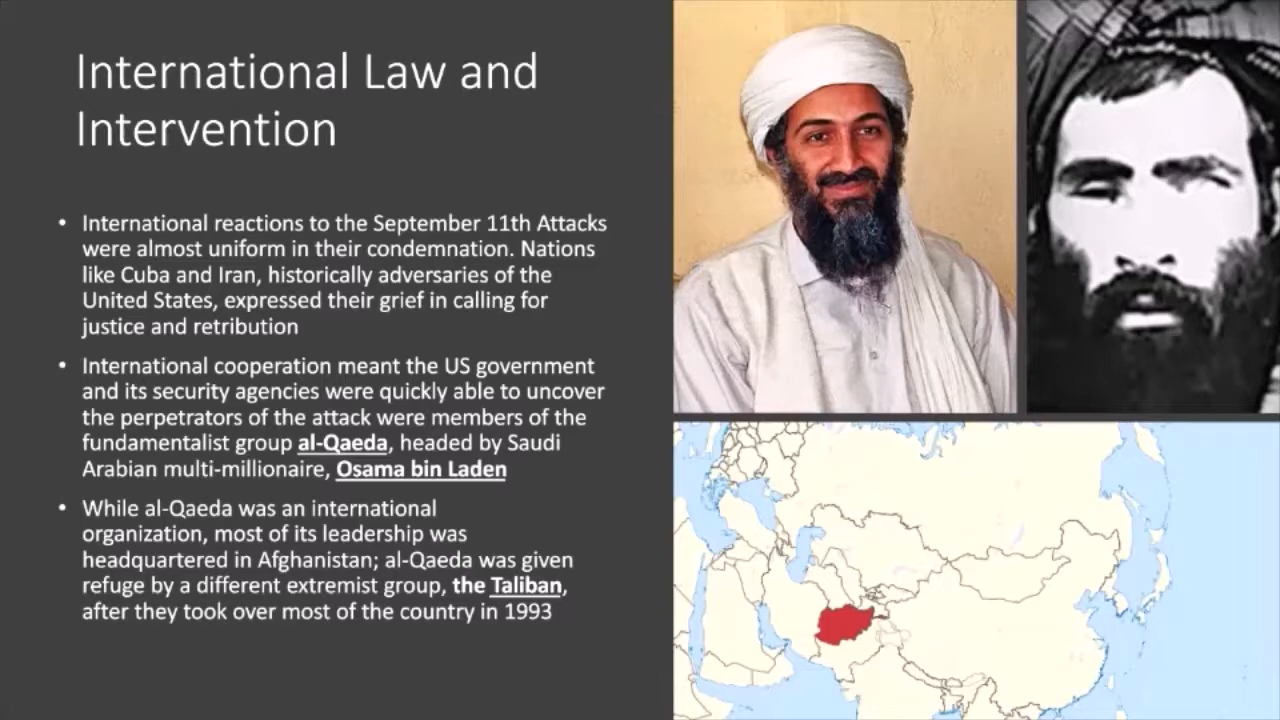 International Law and
Intervention
• International reactions to the September 11th Attacks
were almost uniform in their condemnation. Nations
like Cuba and Iran, historically adversaries of the
United States, expressed their grief in calling for
justice and retribution
• International cooperation meant the US government
and its security agencies were quickly able to uncover
the perpetrators of the attack were members of the
fundamentalist group al-Qaeda, headed by Saudi
Arabian multi-millionaire, Osama bin Laden
• While al-Qaeda was an international
organization, most of its leadership was
headquartered in Afghanistan; al-Qaeda was given
refuge by a different extremist group, the Taliban,
after they took over most of the country in 1993